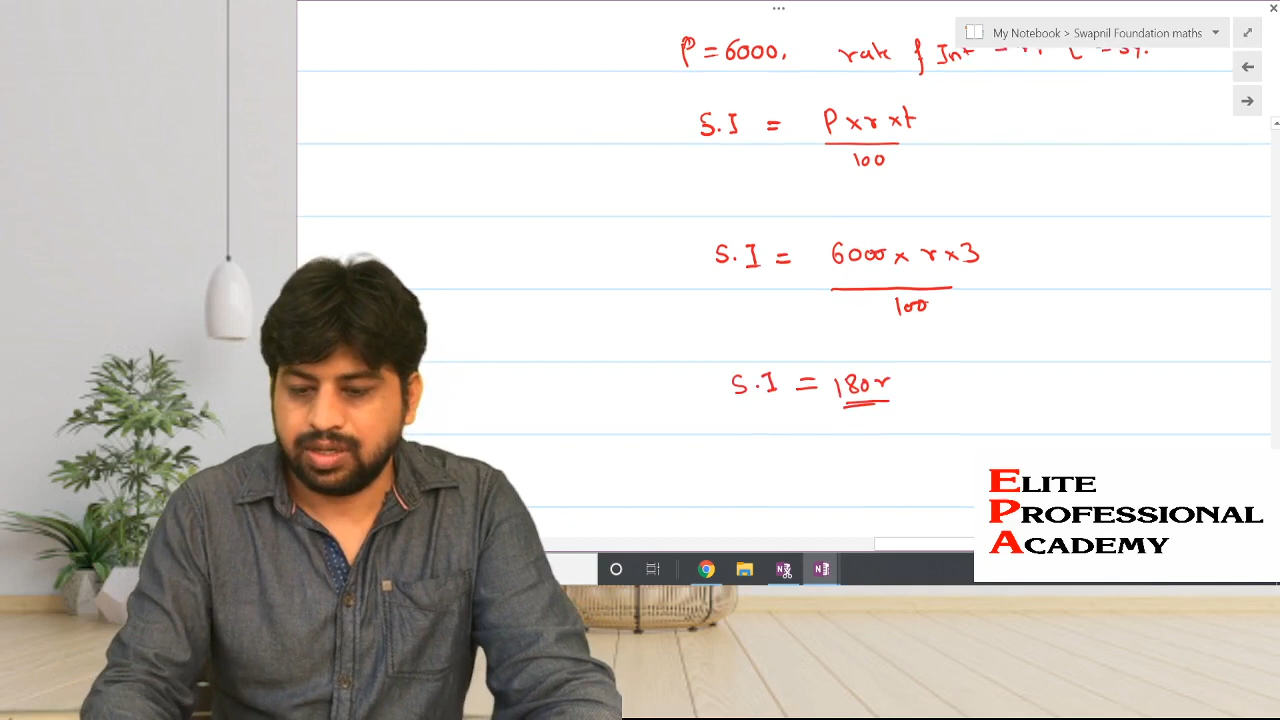 My Notebook > Swapnil Foundation maths
P = 6000, rate of Int
S.I = P × r × t
100
S.I = 6000 × r × 3
100
S.I = 180r
ELITE
PROFESSIONAL
ACADEMY